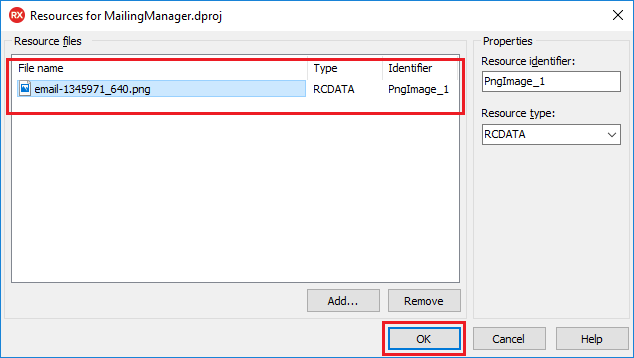 RX Resources for MailingManager.dproj
Resource files
File name Type Identifier
email-1345971_640.png RCDATA PngImage_1
Add... Remove
Properties
Resource identifier:
PngImage_1
Resource type:
RCDATA
OK Cancel Help